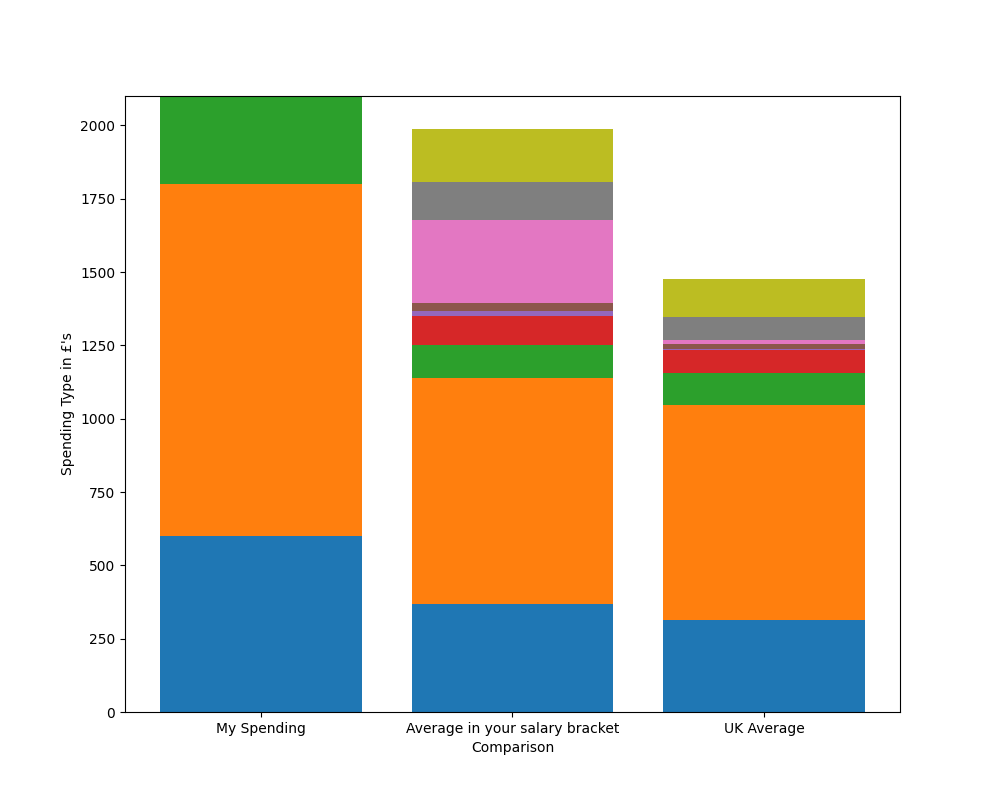 2000
1750
1500
1250
1000
750
500
250
0
Spending Type in £'s
My Spending
Average in your salary bracket
UK Average
Comparison